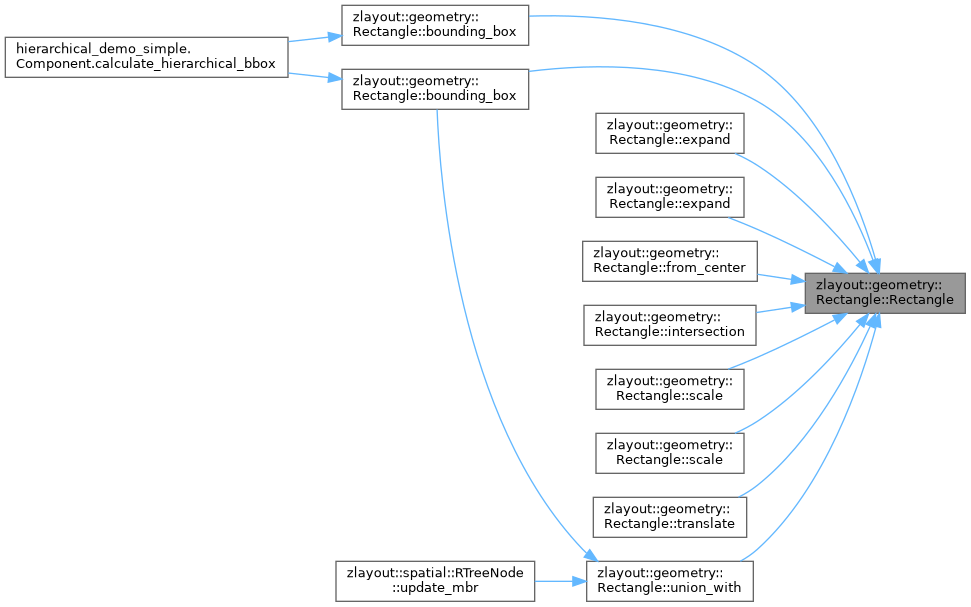 zlayout::geometry::
Rectangle::bounding_box
hierarchical_demo_simple.
Component.calculate_hierarchical_bbox
zlayout::geometry::
Rectangle::bounding_box
zlayout::geometry::
Rectangle::expand
zlayout::geometry::
Rectangle::expand
zlayout::geometry::
Rectangle::from_center
zlayout::geometry::
Rectangle::Rectangle
zlayout::geometry::
Rectangle::intersection
zlayout::geometry::
Rectangle::scale
zlayout::geometry::
Rectangle::scale
zlayout::geometry::
Rectangle::translate
zlayout::spatial::RTreeNode
::update_mbr
zlayout::geometry::
Rectangle::union_with